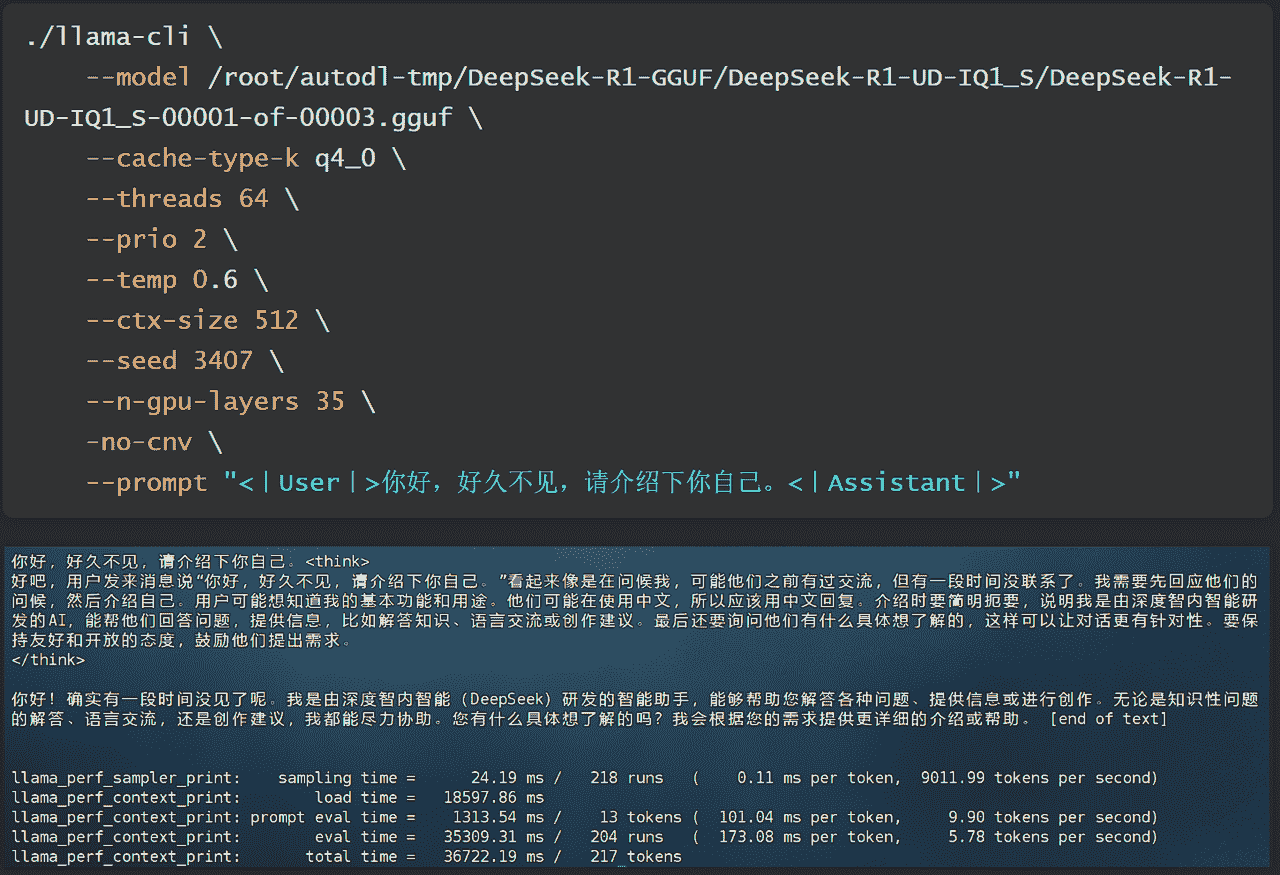 ./llama-cli \
--model /root/autodl-tmp/DeepSeek-R1-GGUF/DeepSeek-R1-UD-IQ1_S/DeepSeek-R1-
UD-IQ1_S-00001-of-00003.gguf \
--cache-type-k q4_0 \
--threads 64 \
--prio 2 \
--temp 0.6 \
--ctx-size 512 \
--seed 3407 \
--n-gpu-layers 35 \
-no-cnv \
--prompt "<｜User｜>你好，好久不见，请介绍下你自己。<｜Assistant｜>"
你好，好久不见，请介绍下你自己。<think>
好吧，用户发来消息说“你好，好久不见，请介绍下你自己。”看起来像是在问候我，可能他们之前有过交流，但有一段时间没联系了。我需要先回应他们的
问候，然后介绍自己。用户可能想知道我的基本功能和用途。他们可能在使用中文，所以应该用中文回复。介绍时要简明扼要，说明我是由深度智内智能研
发的AI，能帮他们回答问题，提供信息，比如解答知识、语言交流或创作建议。最后还要询问他们有什么具体想了解的，这样可以让对话更有针对性。要保
持友好和开放的态度，鼓励他们提出需求。
</think>
你好！确实有一段时间没见了呢。我是由深度智内智能（DeepSeek）研发的智能助手，能够帮助您解答各种问题、提供信息或进行创作。无论是知识性问题
的解答、语言交流，还是创作建议，我都能尽力协助。您有什么具体想了解的吗？我会根据您的需求提供更详细的介绍或帮助。 [end of text]
llama_perf_sampler_print:    sampling time =      24.19 ms /   218 runs   (    0.11 ms per token,  9011.99 tokens per second)
llama_perf_context_print:        load time =   18597.86 ms
llama_perf_context_print: prompt eval time =    1313.54 ms /    13 tokens (  101.04 ms per token,     9.90 tokens per second)
llama_perf_context_print:        eval time =   35309.31 ms /   204 runs   (  173.08 ms per token,     5.78 tokens per second)
llama_perf_context_print:       total time =   36722.19 ms /   217 tokens